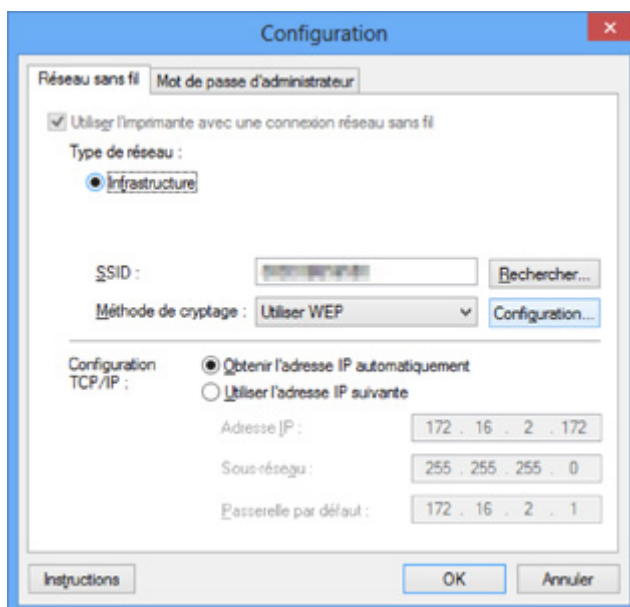 Configuration
Réseau sans fil Mot de passe d'administrateur
Utiliser l'imprimante avec une connexion réseau sans fil
Type de réseau :
Infrastructure
SSID : Rechercher...
Méthode de cryptage : Utiliser WEP Configuration...
Configuration TCP/IP : Obtenir l'adresse IP automatiquement
Utiliser l'adresse IP suivante
Adresse IP : 172 . 16 . 2 . 172
Sous-réseau : 255 . 255 . 255 . 0
Passerelle par défaut : 172 . 16 . 2 . 1
Instructions OK Annuler